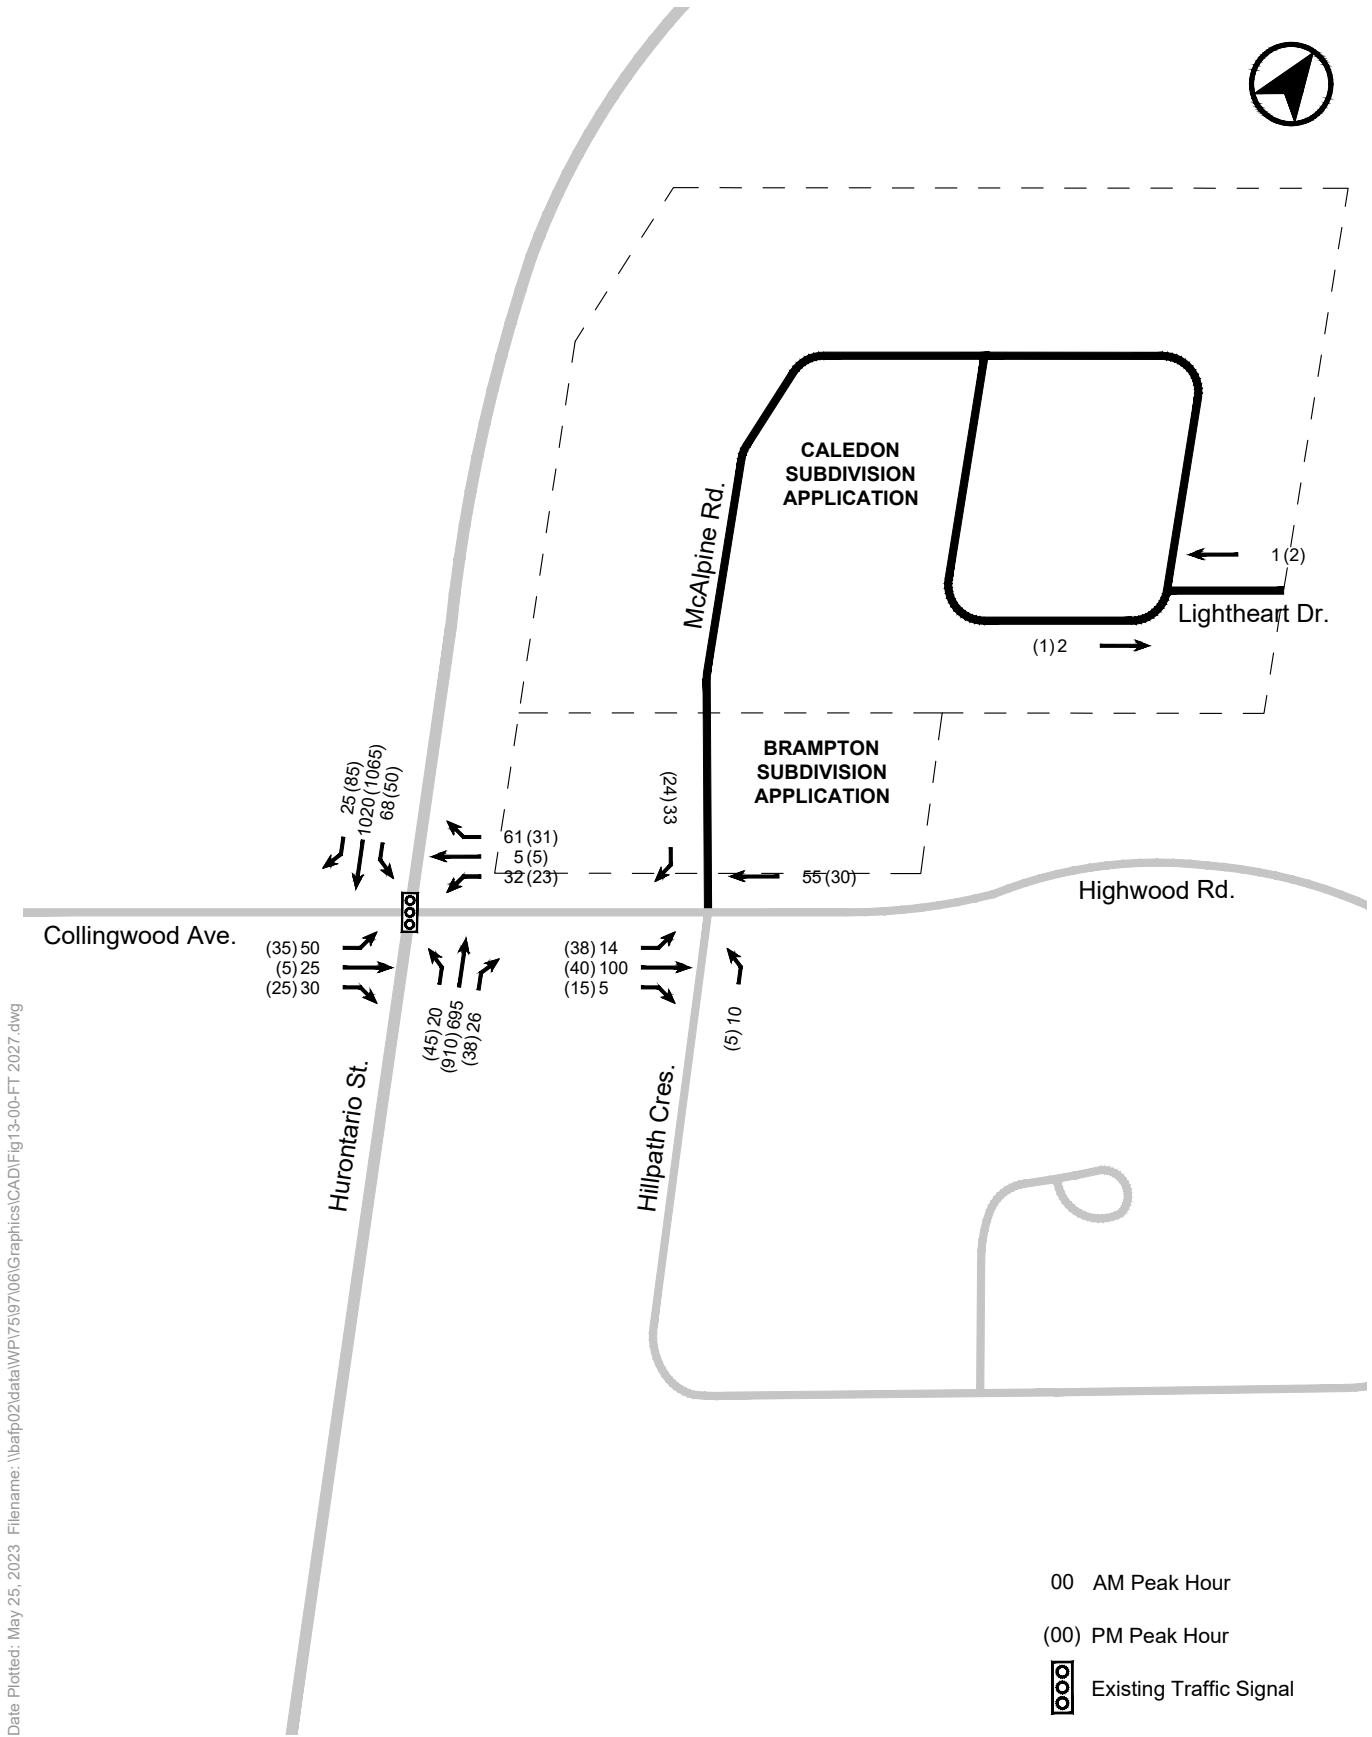 CALEDON
SUBDIVISION
APPLICATION
McAlpine Rd.
1 (2)
Lightheart Dr.
(1) 2
BRAMPTON
SUBDIVISION
APPLICATION
25 (85)
1020 (1065)
68 (50)
(24) 33
61 (31)
5 (5)
32 (23)
55 (30)
Highwood Rd.
Collingwood Ave.
(35) 50
(5) 25
(25) 30
(38) 14
(40) 100
(15) 5
(45) 20
(910) 695
(38) 26
(5) 10
Hurontario St.
Hillpath Cres.
00 AM Peak Hour
(00) PM Peak Hour
Existing Traffic Signal
Date Plotted: May 25, 2023 Filename: \\bafp02\data\WP\75\97\06\Graphics\CAD\Fig13-00-FT 2027.dwg